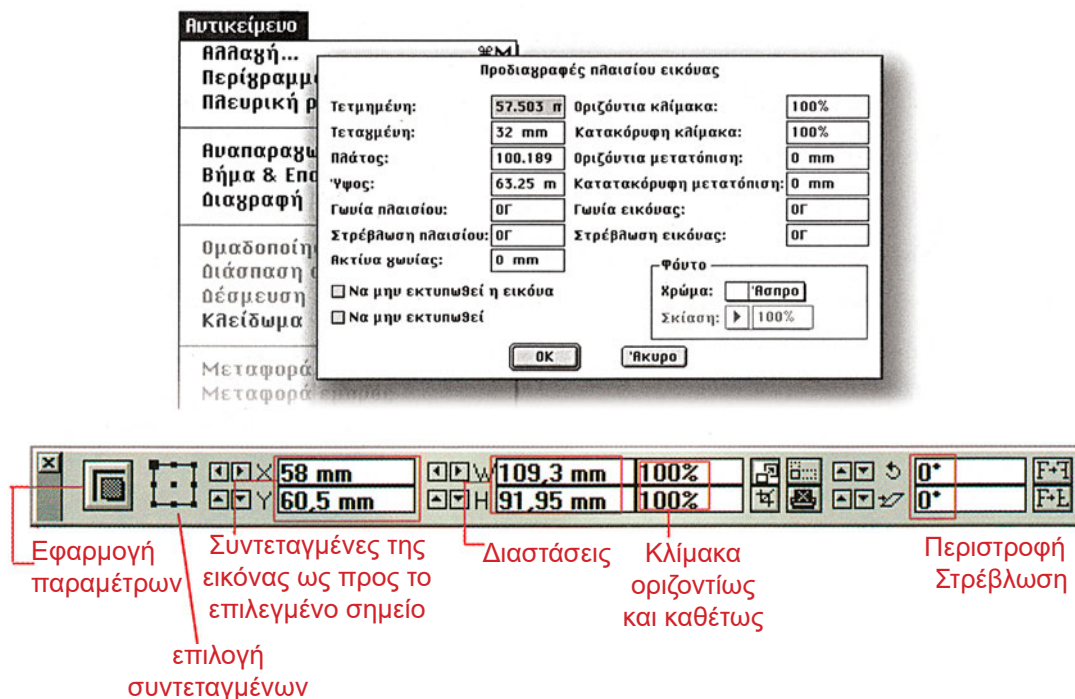 Αντικείμενο
Αλλαγή... ⌘M
Περίγραμμα
Πλευρική ρ
Αναπαραγω
Βήμα & Επα
Διαγραφή
Ομαδοποίησ
Διάσπαση ο
Δέσμευση
Κλείδωμα
Μεταφορά
Μεταφορά
Προδιαγραφές πλαισίου εικόνας
Τετμημένη: 57.503 m Οριζόντια κλίμακα: 100%
Τεταγμένη: 32 mm Κατακόρυφη κλίμακα: 100%
Πλάτος: 100.189 Οριζόντια μετατόπιση: 0 mm
Ύψος: 63.25 m Κατατακόρυφη μετατόπιση: 0 mm
Γωνία πλαισίου: 0Γ Γωνία εικόνας: 0Γ
Στρέβλωση πλαισίου: 0Γ Στρέβλωση εικόνας: 0Γ
Ακτίνα γωνίας: 0 mm
Φόντο
Να μην εκτυπωθεί η εικόνα
Χρώμα: Άσπρο
Να μην εκτυπωθεί
Σκίαση: 100%
OK Άκυρο
X 58 mm W 109,3 mm 100% 0°
Y 60,5 mm H 91,95 mm 100% 0°
Εφαρμογή
παραμέτρων
Συντεταγμένες της
εικόνας ως προς το
επιλεγμένο σημείο
Διαστάσεις
Κλίμακα
οριζοντίως
και καθέτως
Περιστροφή
Στρέβλωση
επιλογή
συντεταγμένων